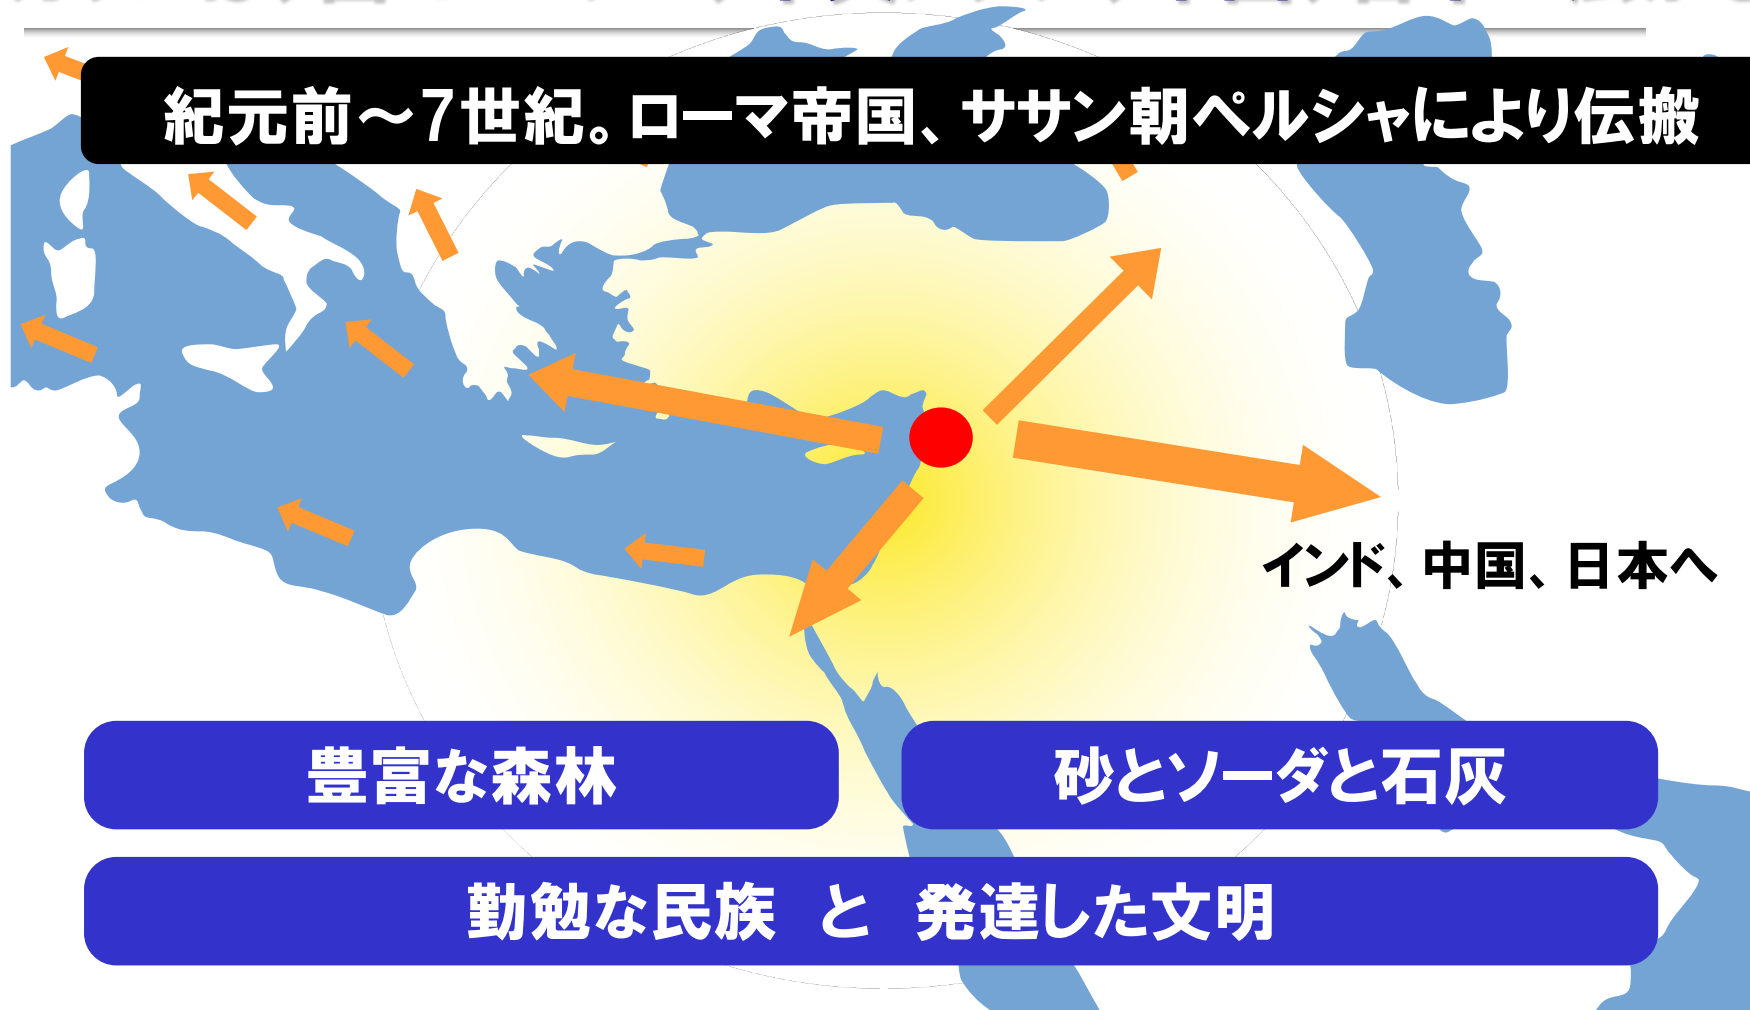 紀元前～7世紀。ローマ帝国、ササン朝ペルシャにより伝搬
インド、中国、日本へ
豊富な森林
砂とソーダと石灰
勤勉な民族　と　発達した文明